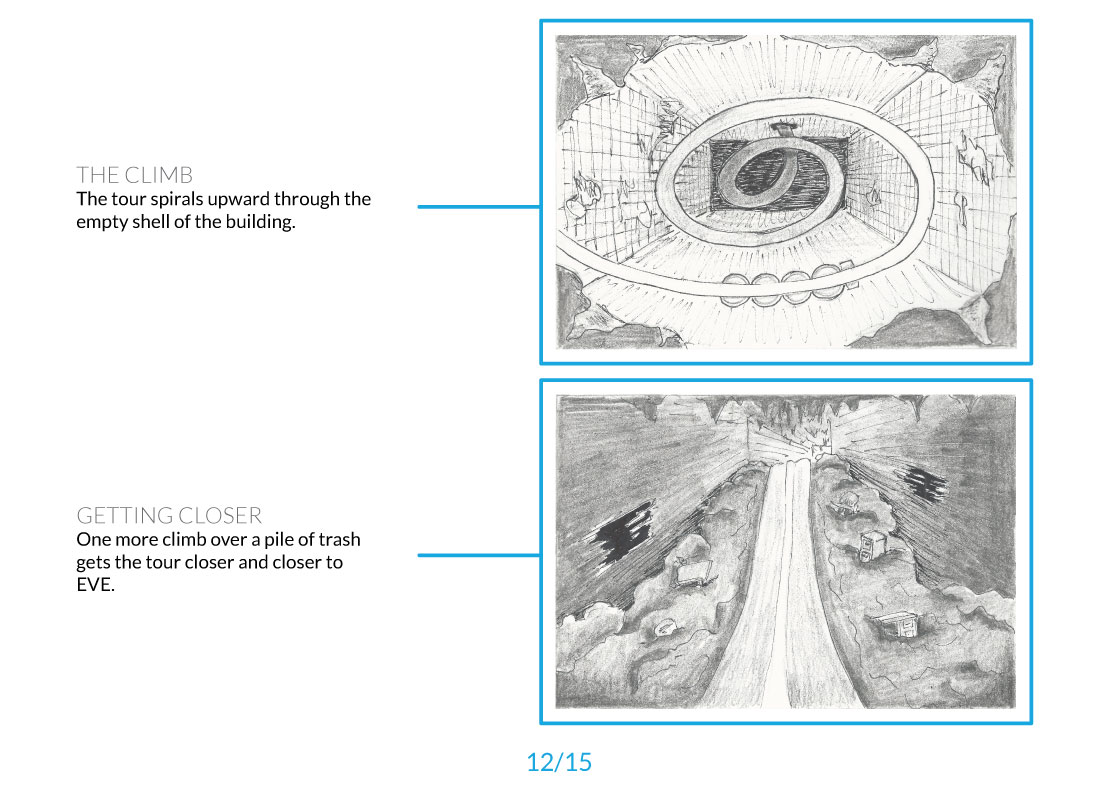 THE CLIMB
The tour spirals upward through the
empty shell of the building.
GETTING CLOSER
One more climb over a pile of trash
gets the tour closer and closer to
EVE.
12/15